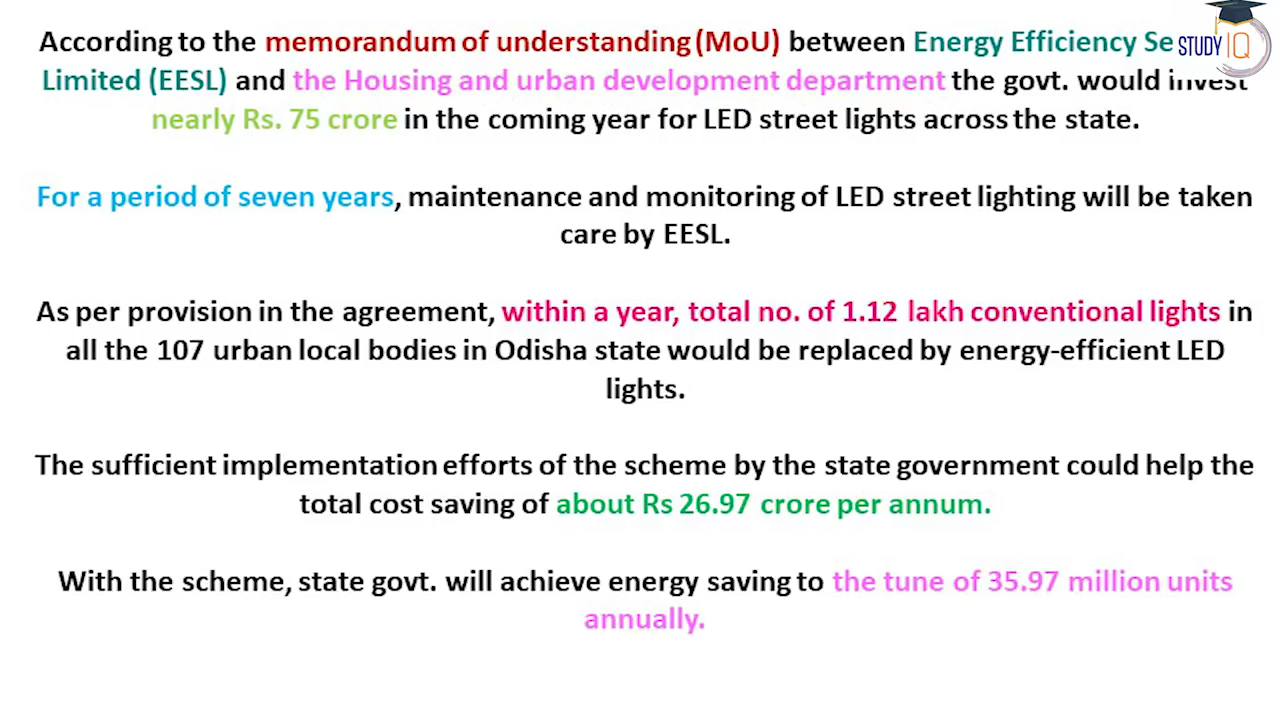 According to the memorandum of understanding (MoU) between Energy Efficiency Se
STUDY IQ
Limited (EESL) and the Housing and urban development department the govt. would invest
nearly Rs. 75 crore in the coming year for LED street lights across the state.
For a period of seven years, maintenance and monitoring of LED street lighting will be taken
care by EESL.
As per provision in the agreement, within a year, total no. of 1.12 lakh conventional lights in
all the 107 urban local bodies in Odisha state would be replaced by energy-efficient LED
lights.
The sufficient implementation efforts of the scheme by the state government could help the
total cost saving of about Rs 26.97 crore per annum.
With the scheme, state govt. will achieve energy saving to the tune of 35.97 million units
annually.